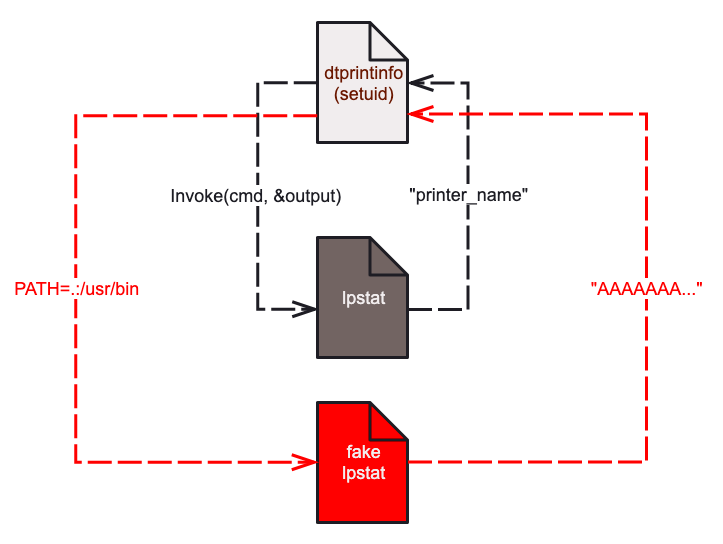 dtprintinfo
(setuid)
Invoke(cmd, &output)
"printer_name"
PATH=.:/usr/bin
lpstat
"AAAAAAA..."
fake
lpstat